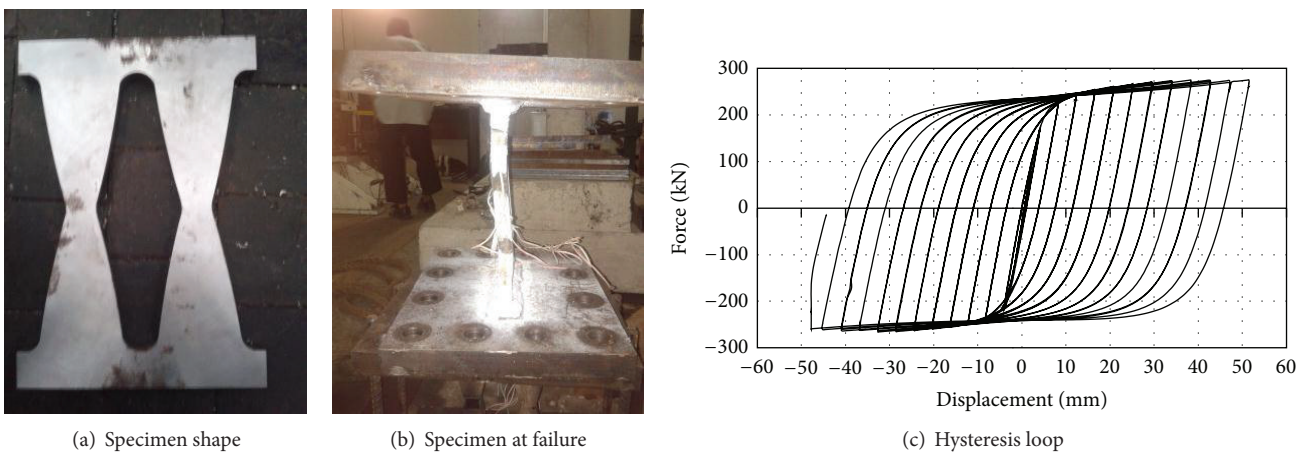 300
200
100
0
−100
−200
−300
Force (kN)
−60 −50 −40 −30 −20 −10 0 10 20 30 40 50 60
Displacement (mm)
(a) Specimen shape
(b) Specimen at failure
(c) Hysteresis loop